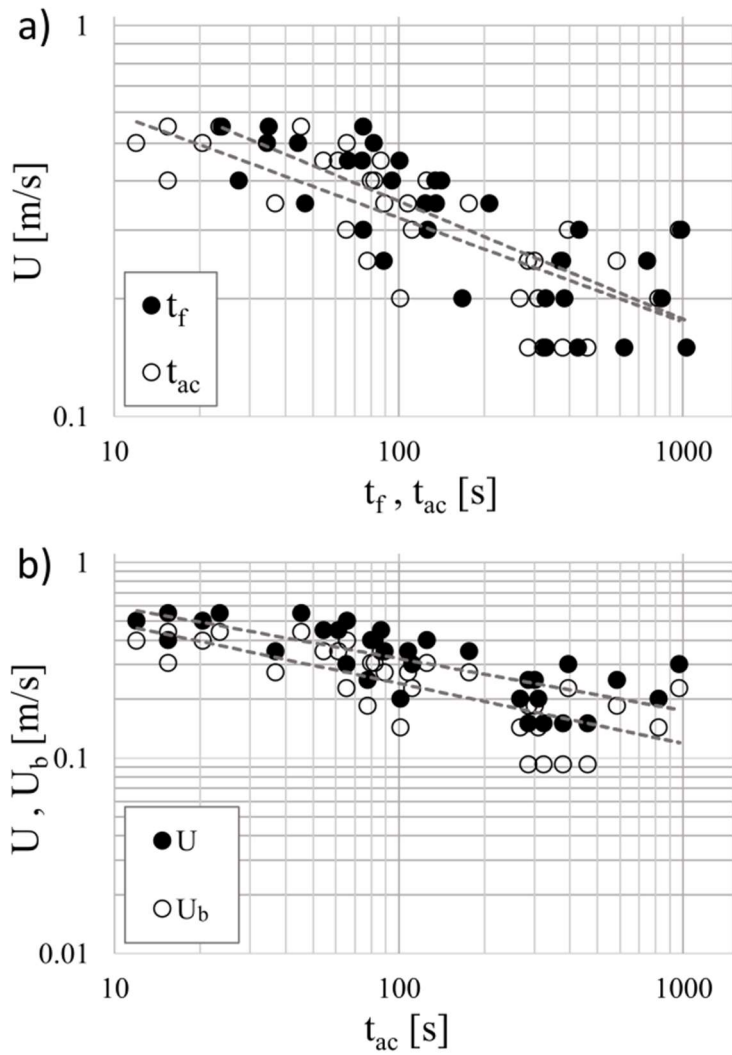 a)
1
U [m/s]
t_f
t_ac
0.1
10 100 1000
t_f , t_ac [s]
b)
1
U , U_b [m/s]
0.1
U
U_b
0.01
10 100 1000
t_ac [s]